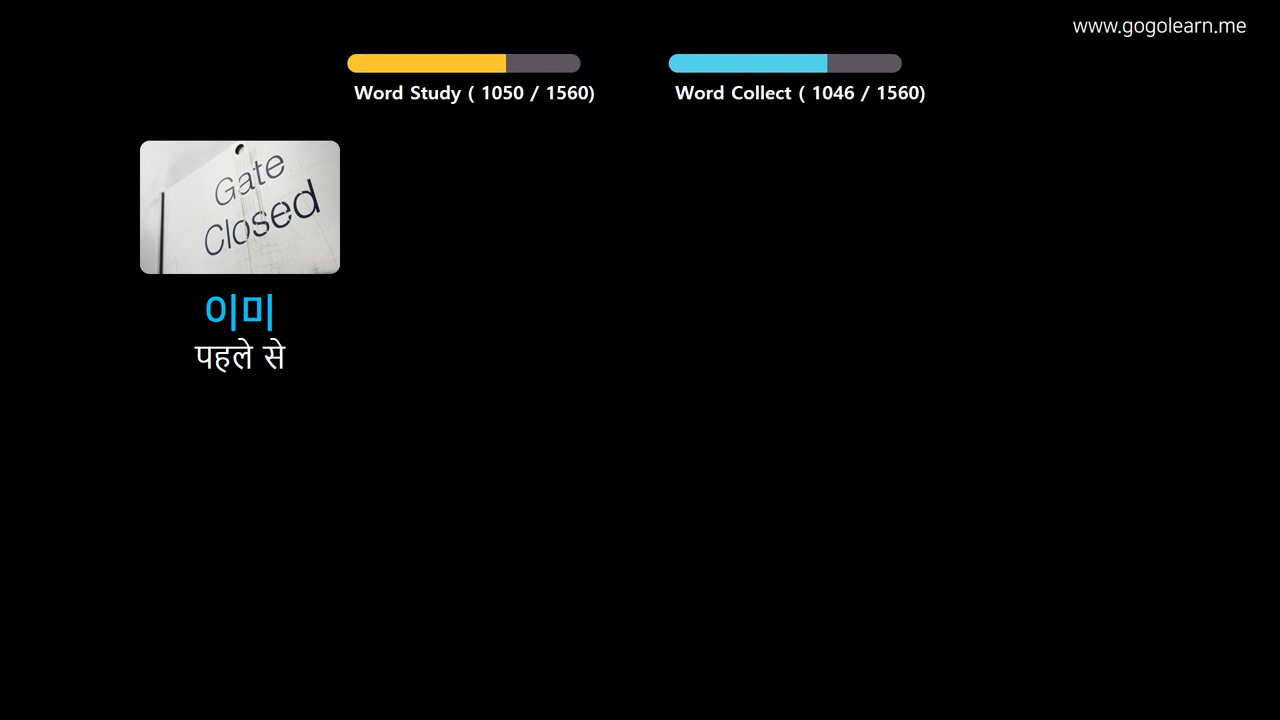 www.gogolearn.me
Word Study ( 1050 / 1560)
Word Collect ( 1046 / 1560)
Gate
Closed
이미
पहले से